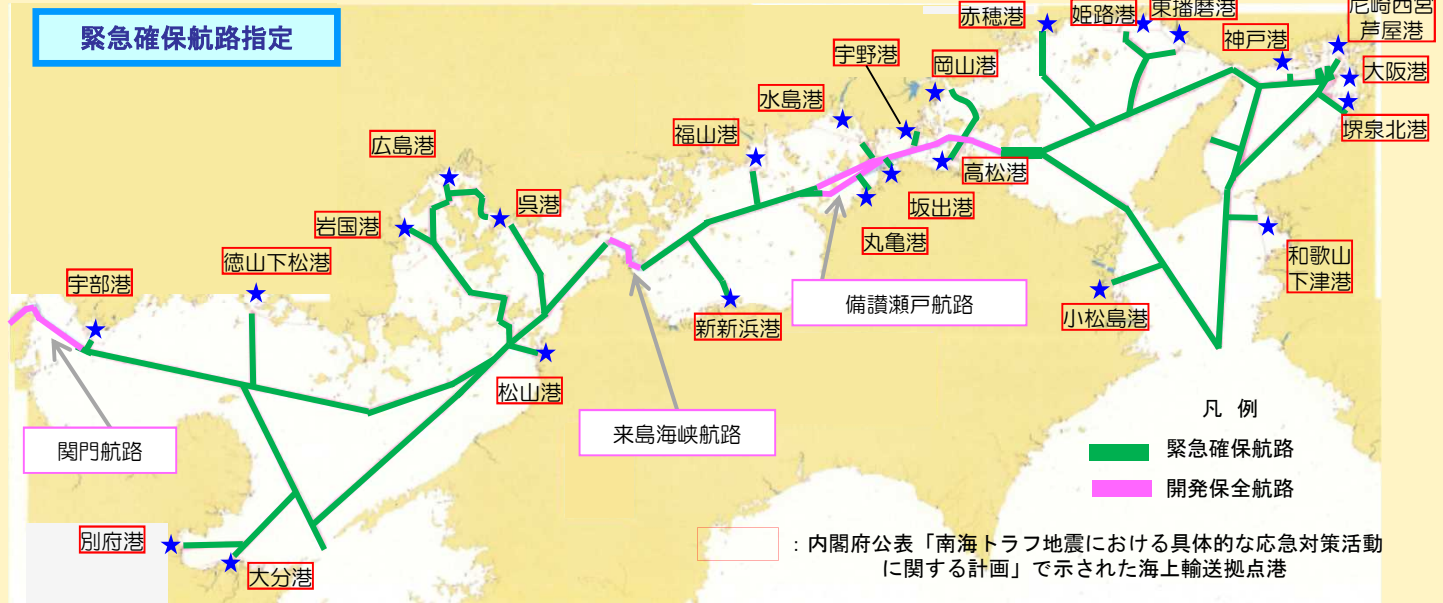 緊急確保航路指定
赤穂港
姫路港
東播磨港
尼崎西宮
芦屋港
神戸港
大阪港
堺泉北港
宇野港
岡山港
水島港
福山港
広島港
高松港
坂出港
丸亀港
呉港
岩国港
徳山下松港
宇部港
和歌山
下津港
備讃瀬戸航路
小松島港
新新浜港
松山港
来島海峡航路
関門航路
別府港
大分港
凡 例
緊急確保航路
開発保全航路
：内閣府公表「南海トラフ地震における具体的な応急対策活動
に関する計画」で示された海上輸送拠点港